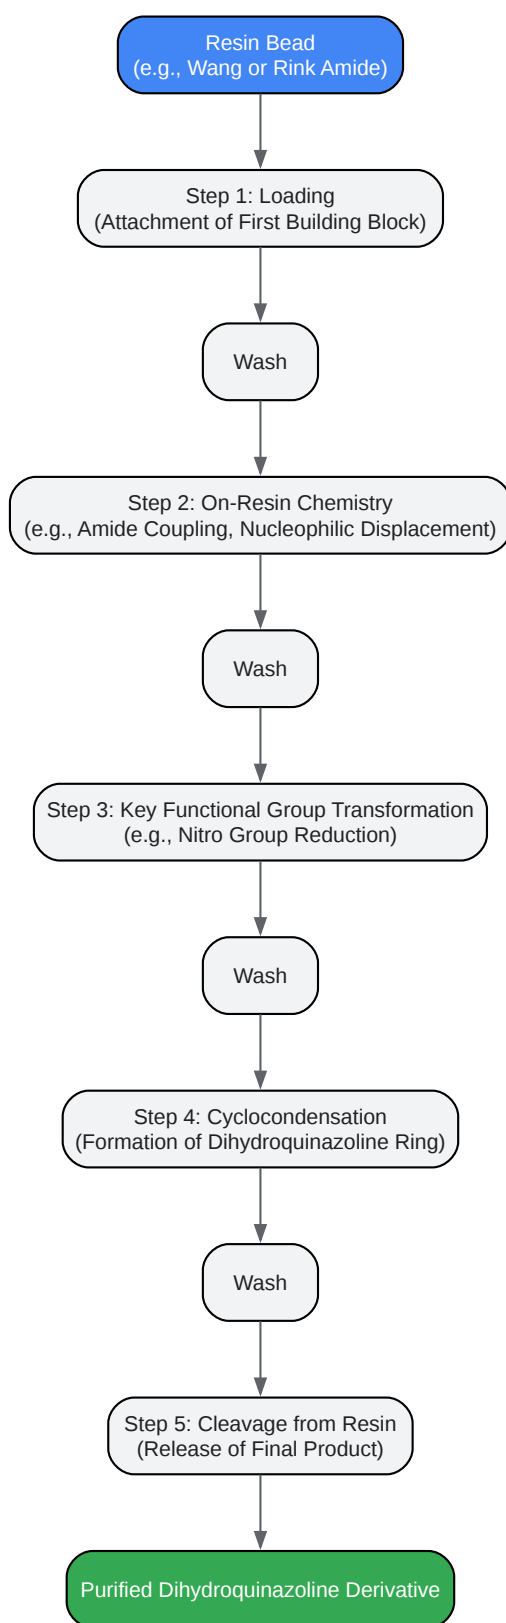 Resin Bead
(e.g., Wang or Rink Amide)
Step 1: Loading
(Attachment of First Building Block)
Wash
Step 2: On-Resin Chemistry
(e.g., Amide Coupling, Nucleophilic Displacement)
Wash
Step 3: Key Functional Group Transformation
(e.g., Nitro Group Reduction)
Wash
Step 4: Cyclocondensation
(Formation of Dihydroquinazoline Ring)
Wash
Step 5: Cleavage from Resin
(Release of Final Product)
Purified Dihydroquinazoline Derivative